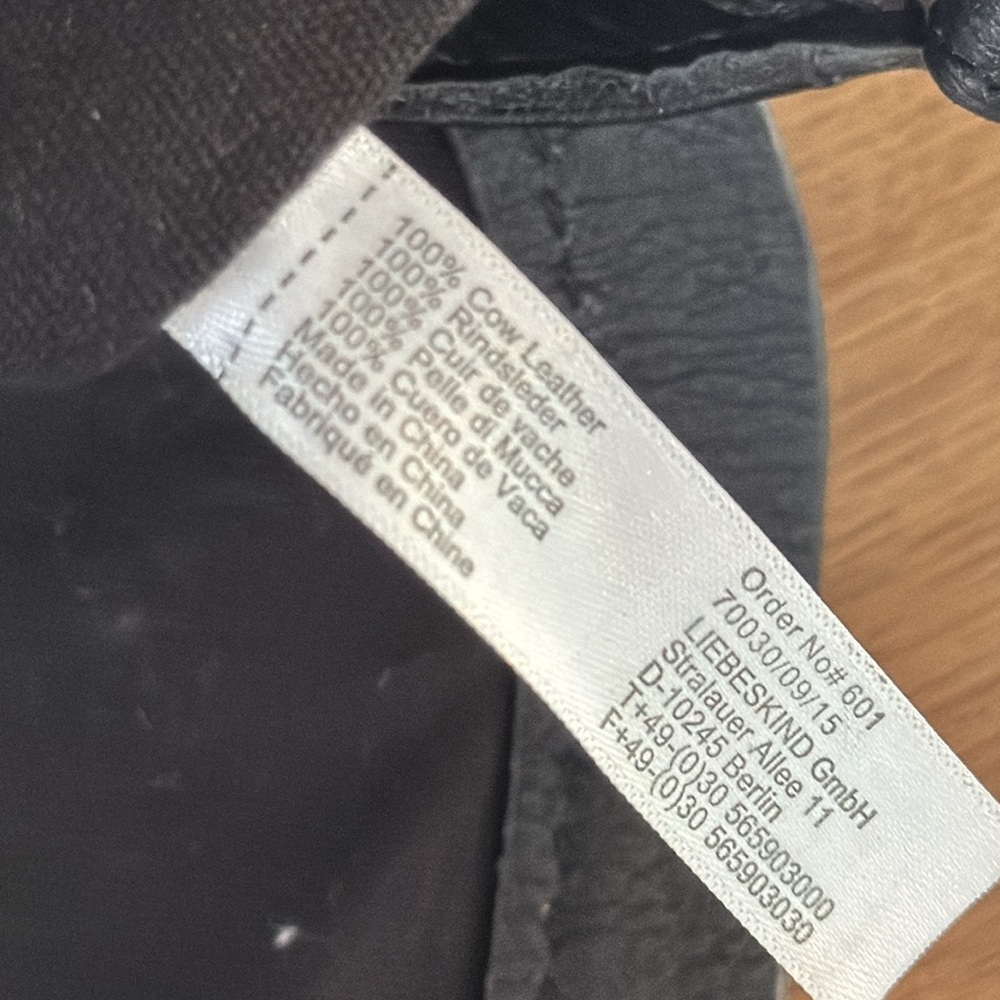 100% Cow Leather
100% Rindsleder
100% Cuir de vache
100% Pelle di Mucca
100% Cuero de Vaca
Made in China
Hecho en China
Fabriqué en Chine
Order No# 601
70030/09/15
LIEBESKIND GmbH
Stralauer Allee 11
D-10245 Berlin
T+49-(0)30 565903000
F+49-(0)30 565903030